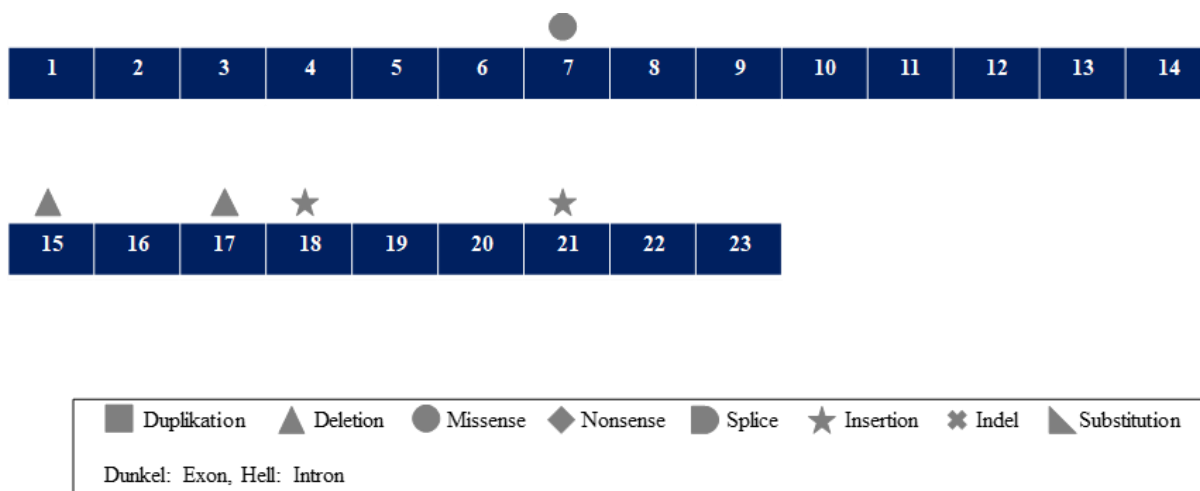 1 2 3 4 5 6 7 8 9 10 11 12 13 14
15 16 17 18 19 20 21 22 23
Duplikation Deletion Missense Nonsense Splice Insertion Indel Substitution
Dunkel: Exon, Hell: Intron